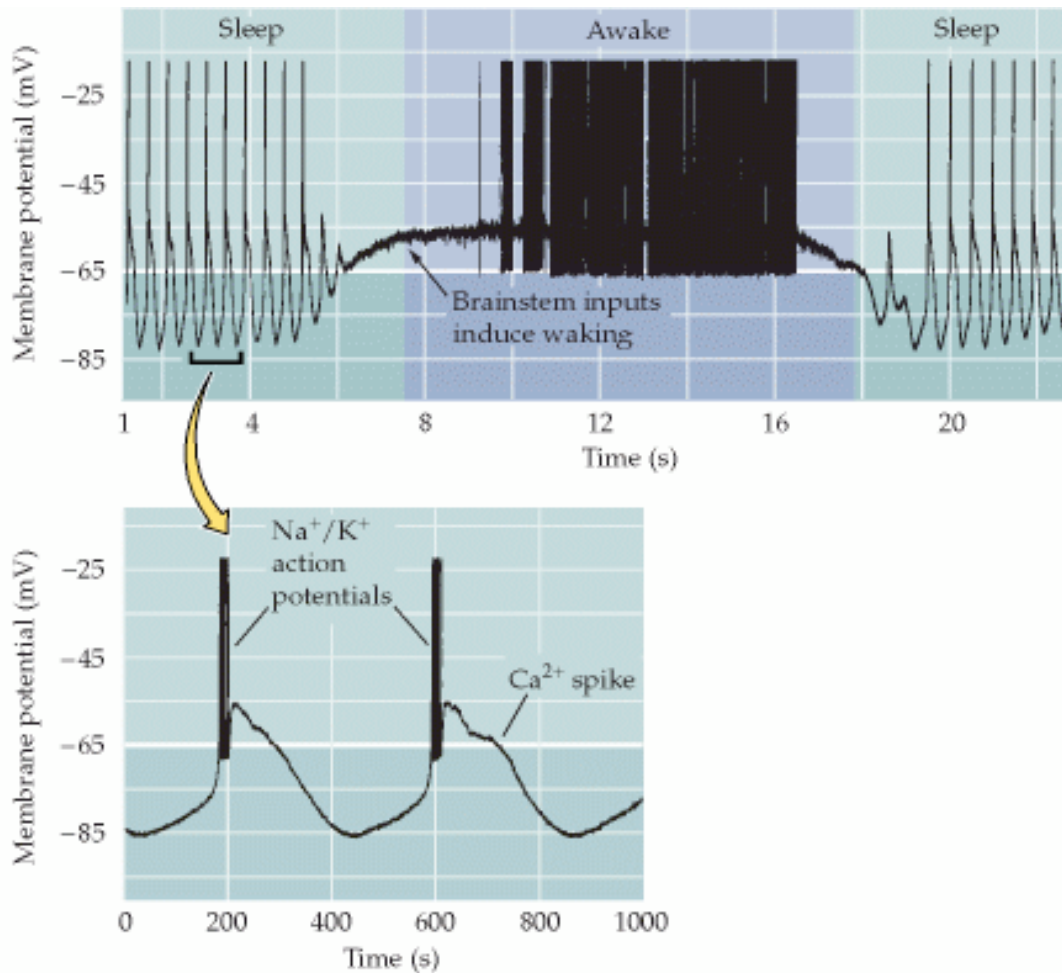 Sleep Awake Sleep
Membrane potential (mV)
−25
−45
−65
−85
Brainstem inputs
induce waking
1 4 8 12 16 20
Time (s)
Membrane potential (mV)
−25
−45
−65
−85
Na⁺/K⁺
action
potentials
Ca²⁺ spike
0 200 400 600 800 1000
Time (s)